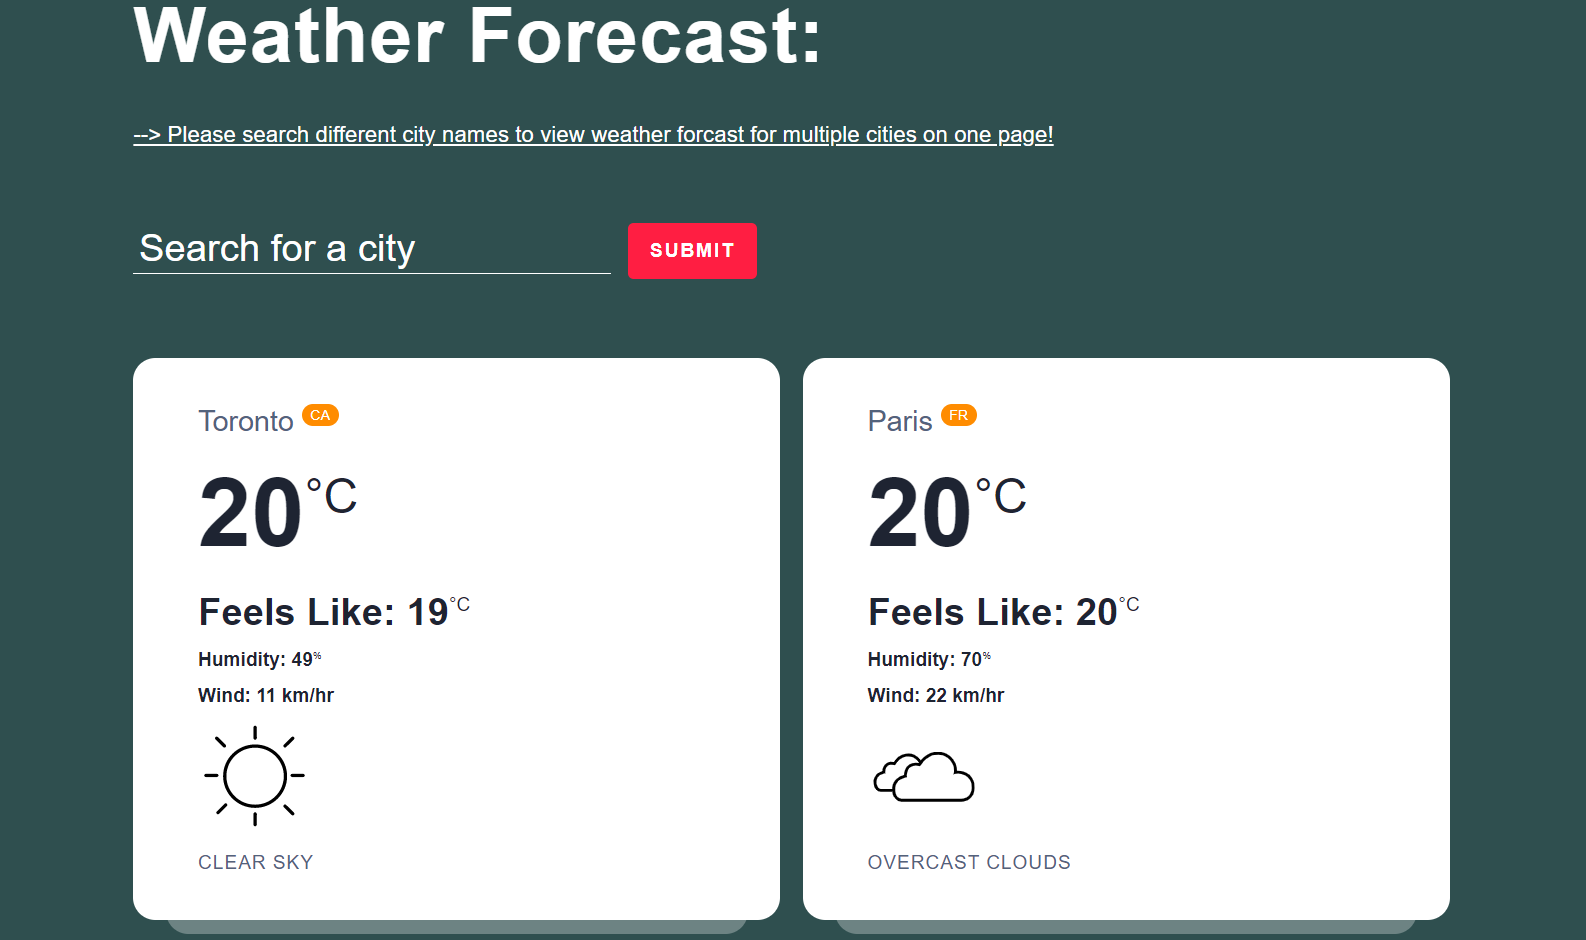 Weather Forecast:
--> Please search different city names to view weather forcast for multiple cities on one page!
Search for a city
SUBMIT
Toronto CA
20°C
Feels Like: 19°C
Humidity: 49%
Wind: 11 km/hr
CLEAR SKY
Paris FR
20°C
Feels Like: 20°C
Humidity: 70%
Wind: 22 km/hr
OVERCAST CLOUDS